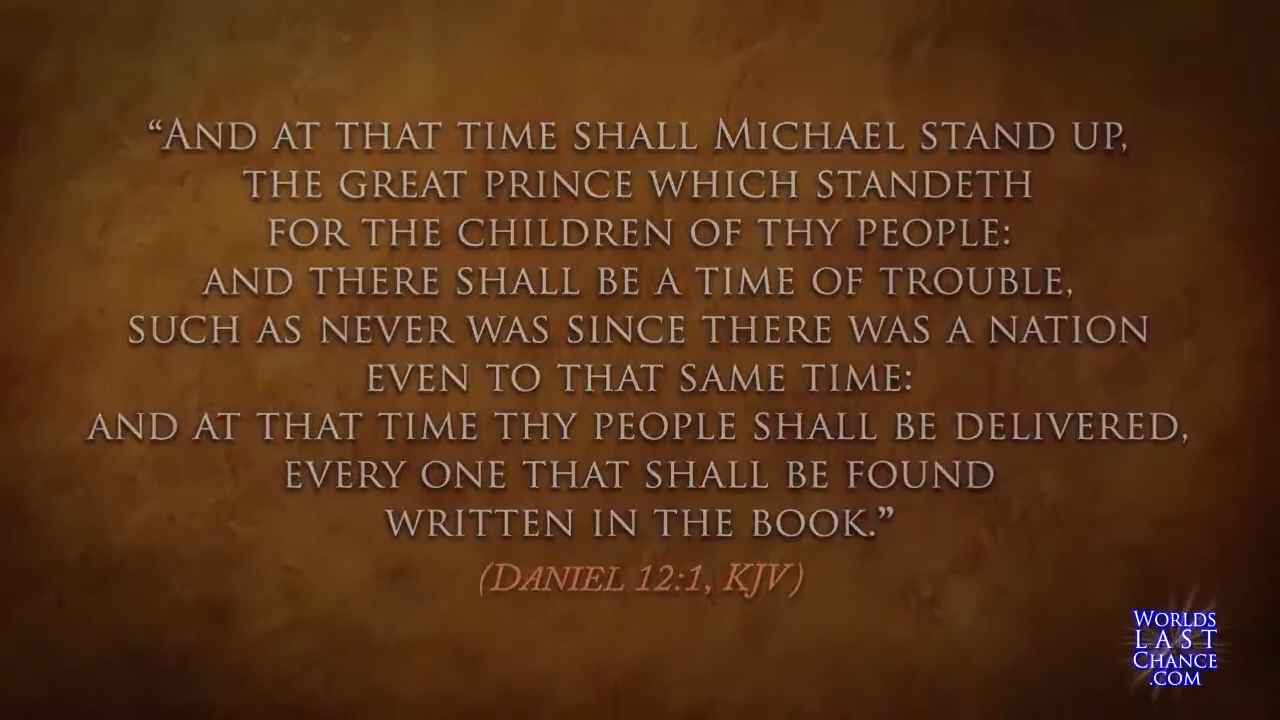 “And at that time shall Michael stand up,
the great prince which standeth
for the children of thy people:
and there shall be a time of trouble,
such as never was since there was a nation
even to that same time:
and at that time thy people shall be delivered,
every one that shall be found
written in the book.”
(Daniel 12:1, KJV)
Worlds
Last
Chance
.com